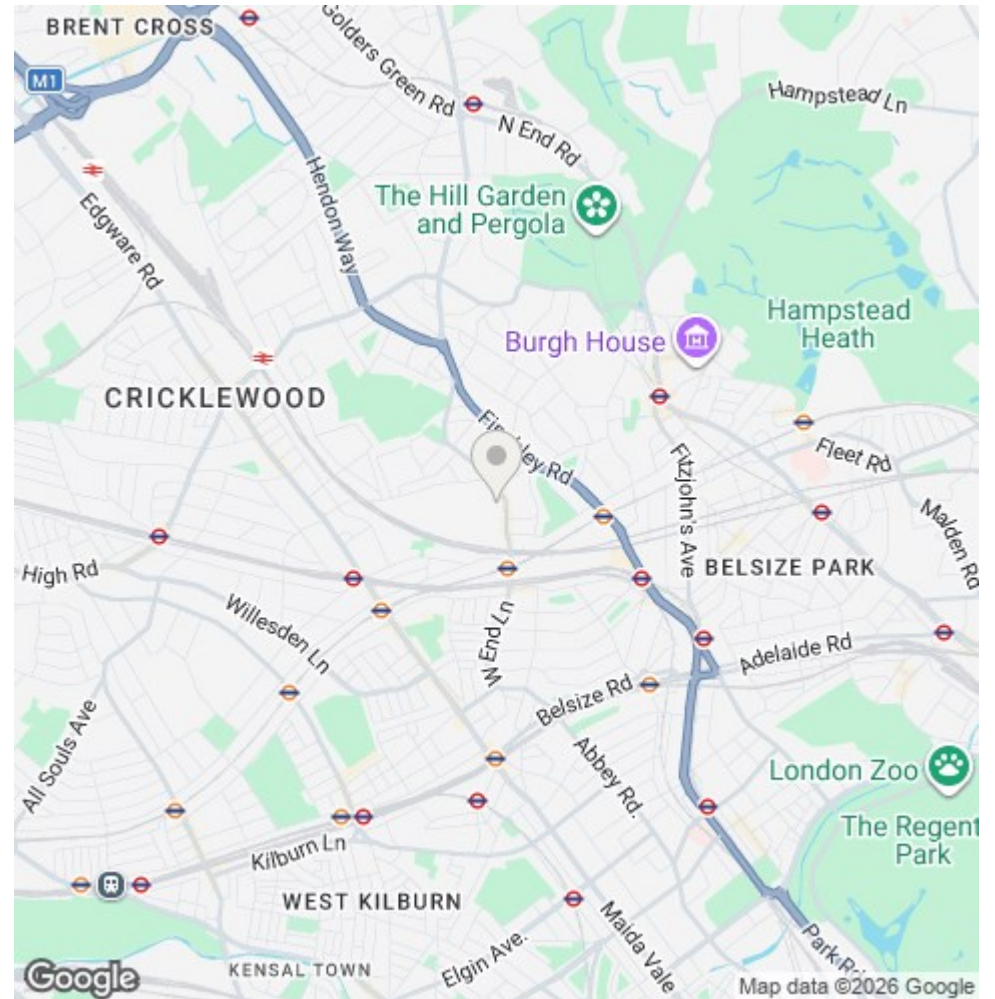 BRENT CROSS
M1
Golders Green Rd
N End Rd
Hampstead Ln
Hendon Way
The Hill Garden
and Pergola
Edgware Rd
Hampstead
Heath
Burgh House
CRICKLEWOOD
Finchley Rd
Fitzjohn's Ave
Fleet Rd
Malden Rd
High Rd
BELSIZE PARK
Willesden Ln
W End Ln
Adelaide Rd
Belsize Rd
All Souls Ave
Abbey Rd.
London Zoo
The Regent
Park
Kilburn Ln
WEST KILBURN
Maida Vale
Elgin Ave.
Park Rd
KENSAL TOWN
Google
Map data ©2026 Google